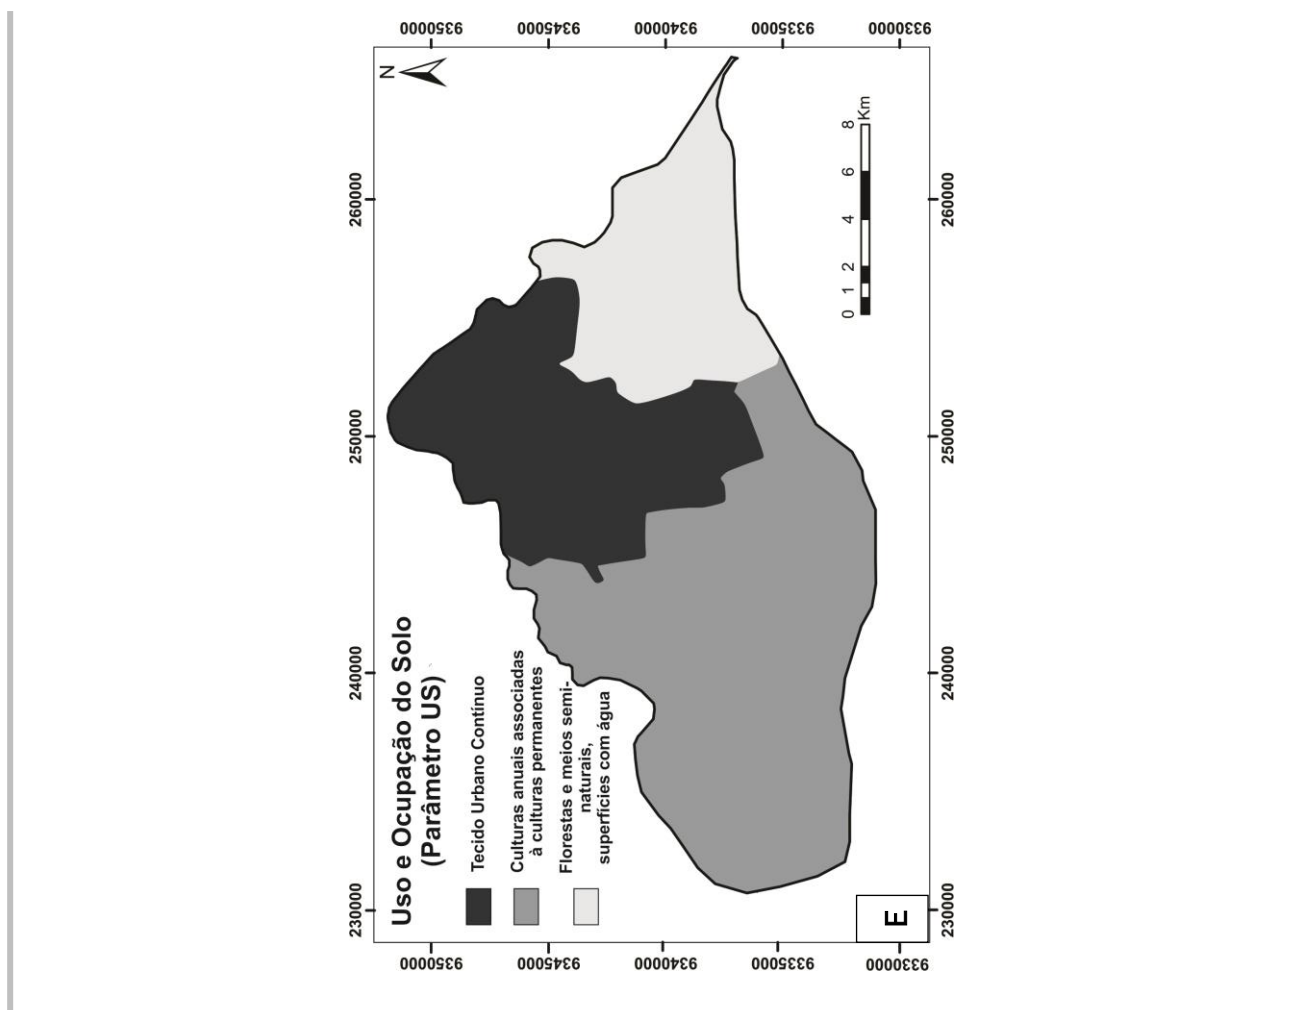 Uso e Ocupação do Solo
(Parâmetro US)
Tecido Urbano Contínuo
Culturas anuais associadas
à culturas permanentes
Florestas e meios semi-
naturais,
superfícies com água
N
0 1 2 4 6 8
Km
E
230000 240000 250000 260000
230000 240000 250000 260000
9350000 9345000 9340000 9335000 9330000
9350000 9345000 9340000 9335000 9330000